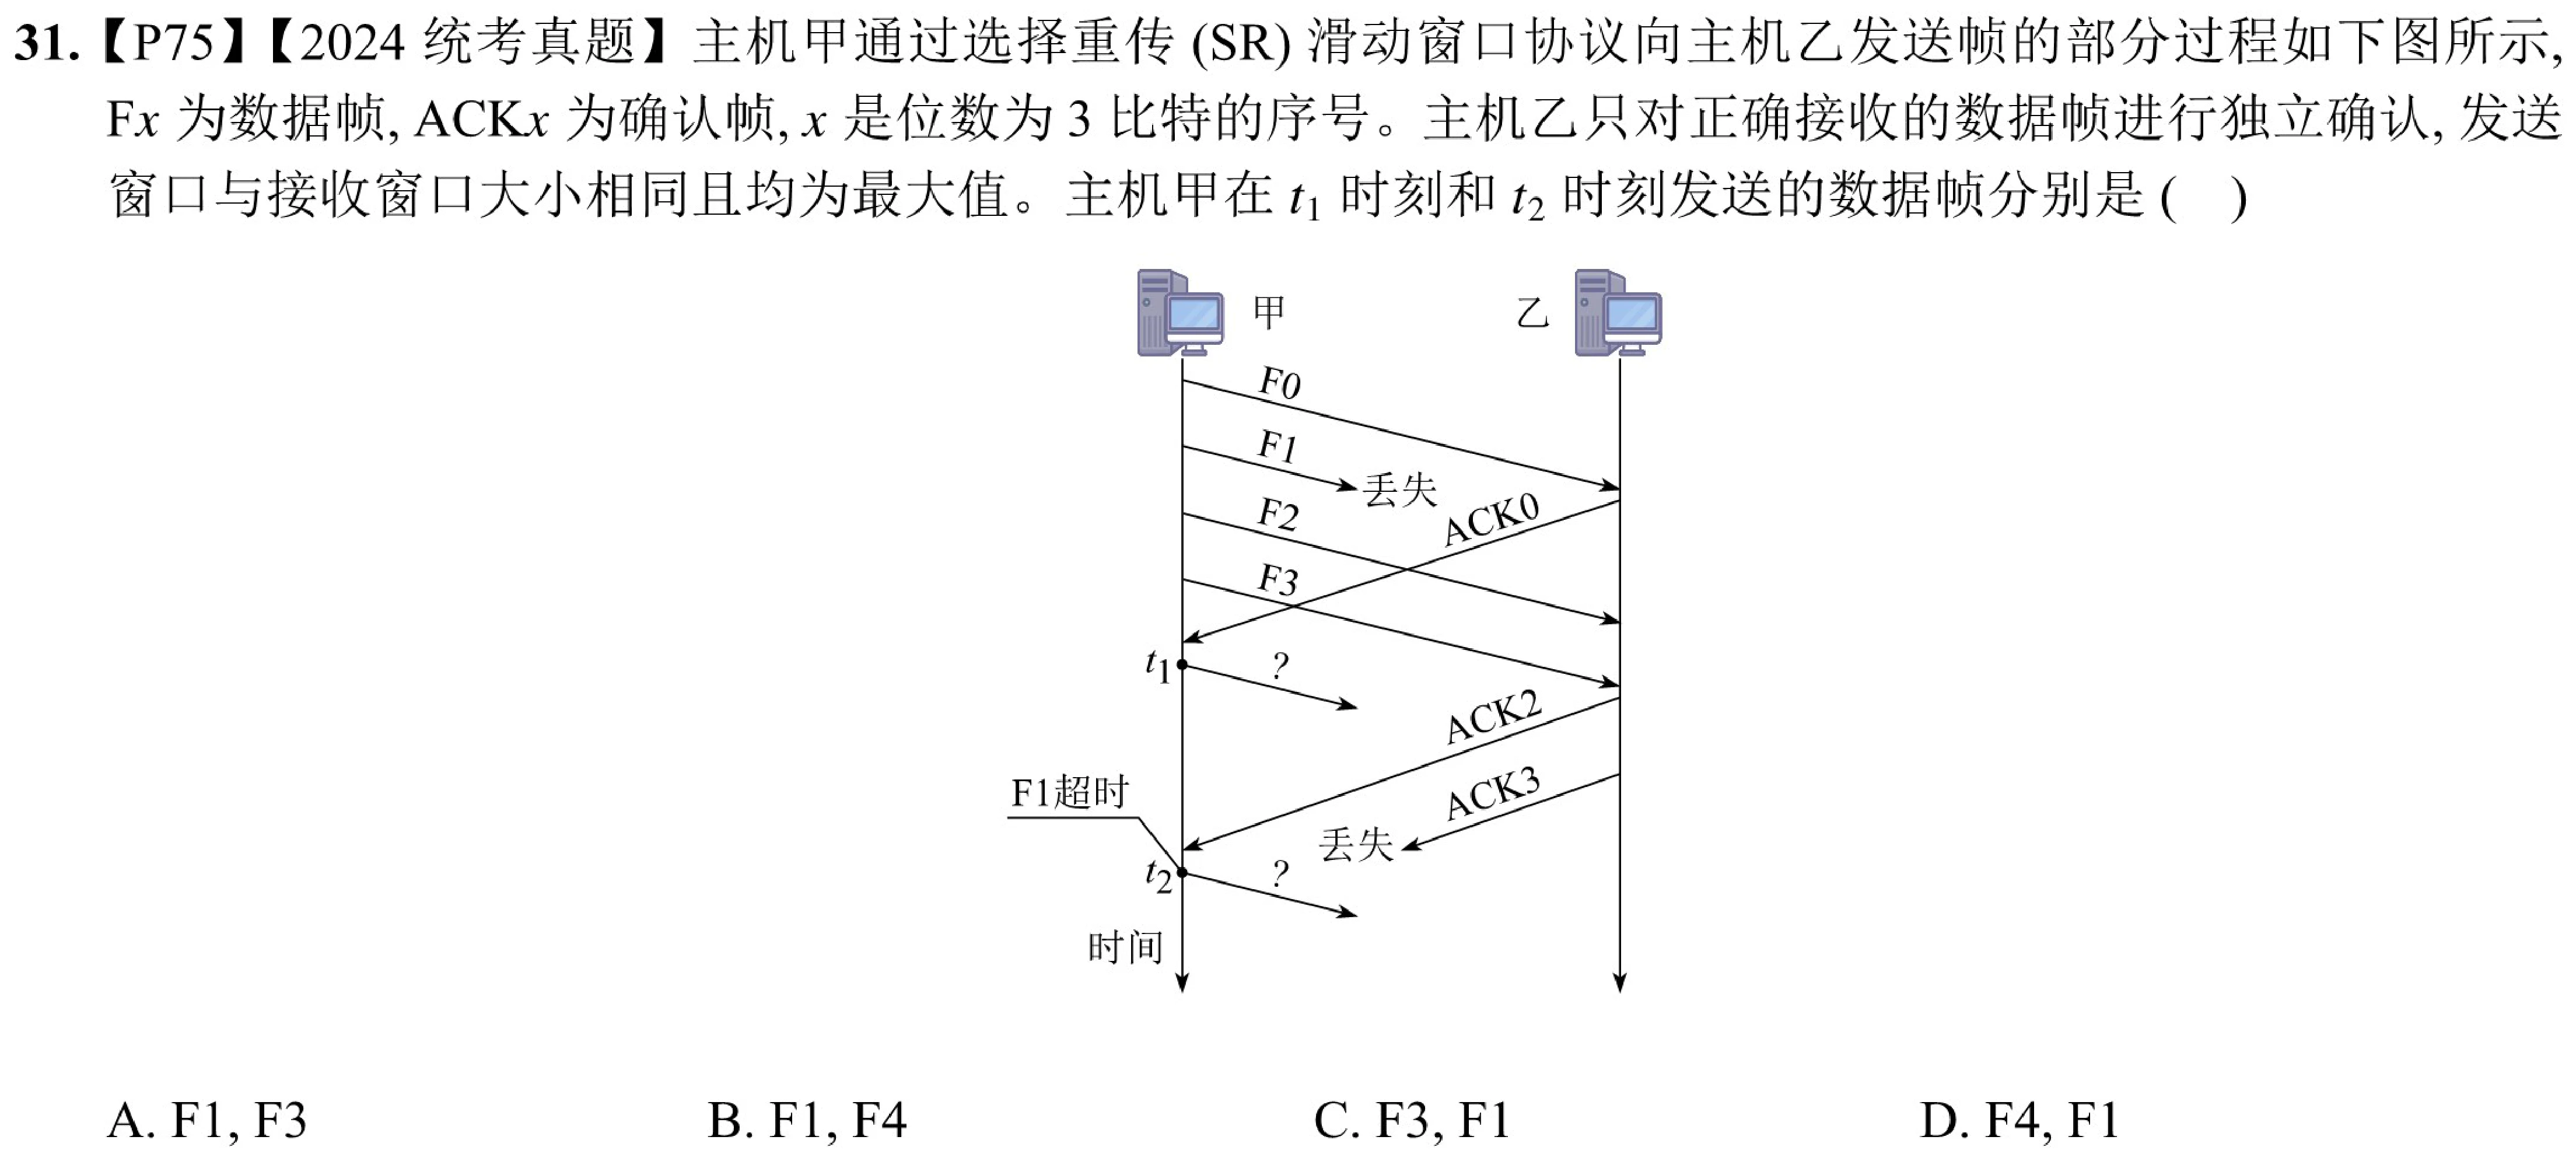 31.【P75】【2024 统考真题】主机甲通过选择重传 (SR) 滑动窗口协议向主机乙发送帧的部分过程如下图所示,
Fx 为数据帧, ACKx 为确认帧, x 是位数为 3 比特的序号。主机乙只对正确接收的数据帧进行独立确认, 发送
窗口与接收窗口大小相同且均为最大值。主机甲在 t₁ 时刻和 t₂ 时刻发送的数据帧分别是 ( )
甲 乙
F0
F1
丢失
F2
ACK0
F3
t₁ ?
ACK2
F1超时
ACK3
丢失
t₂ ?
时间
A. F1, F3 B. F1, F4 C. F3, F1 D. F4, F1